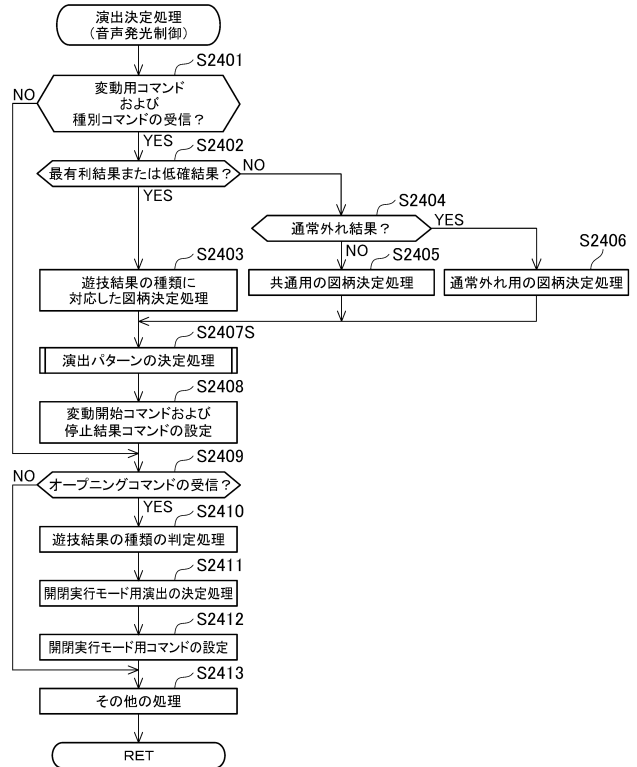 演出決定処理
(音声発光制御)
S2401
変動用コマンド
および
種別コマンドの受信？
NO
YES
S2402
最有利結果または低確結果？
NO
YES
S2404
通常外れ結果？
YES
NO
S2403
遊技結果の種類に
対応した図柄決定処理
S2405
共通用の図柄決定処理
S2406
通常外れ用の図柄決定処理
S2407S
演出パターンの決定処理
S2408
変動開始コマンドおよび
停止結果コマンドの設定
S2409
オープニングコマンドの受信？
NO
YES
S2410
遊技結果の種類の判定処理
S2411
開閉実行モード用演出の決定処理
S2412
開閉実行モード用コマンドの設定
S2413
その他の処理
RET